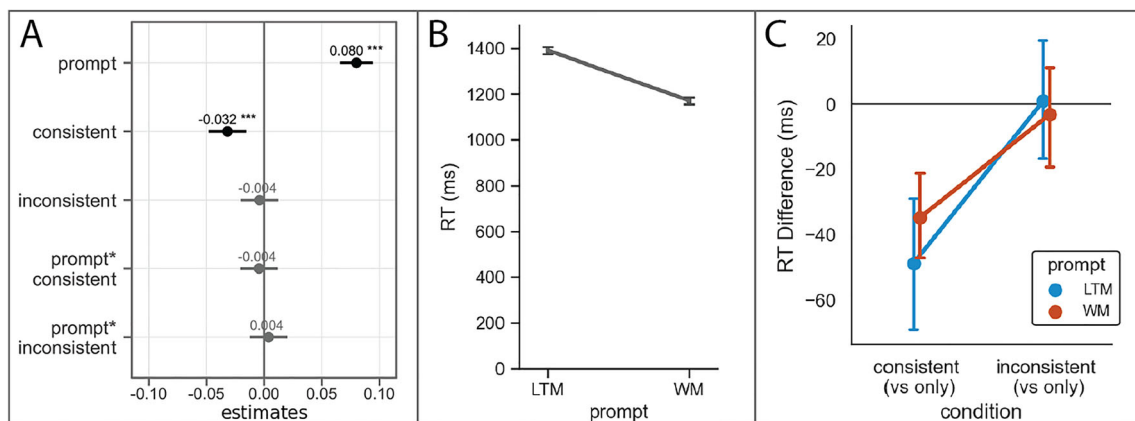 A
prompt
consistent
inconsistent
prompt*
consistent
prompt*
inconsistent
0.080 ***
-0.032 ***
-0.004
-0.004
0.004
-0.10
-0.05
0.00
0.05
0.10
estimates
B
RT (ms)
1400
1200
1000
800
600
400
200
0
LTM
WM
prompt
C
RT Difference (ms)
20
0
−20
−40
−60
prompt
LTM
WM
consistent
(vs only)
inconsistent
(vs only)
condition